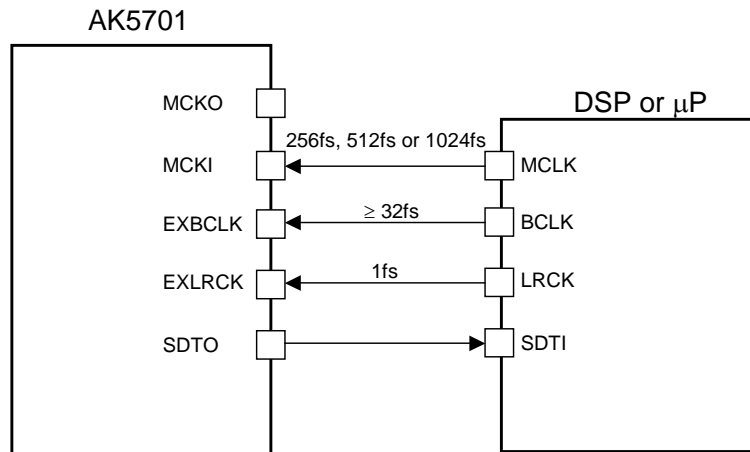 AK5701
DSP or μP
MCKO
256fs, 512fs or 1024fs
MCKI
MCLK
≥ 32fs
EXBCLK
BCLK
1fs
EXLRCK
LRCK
SDTO
SDTI